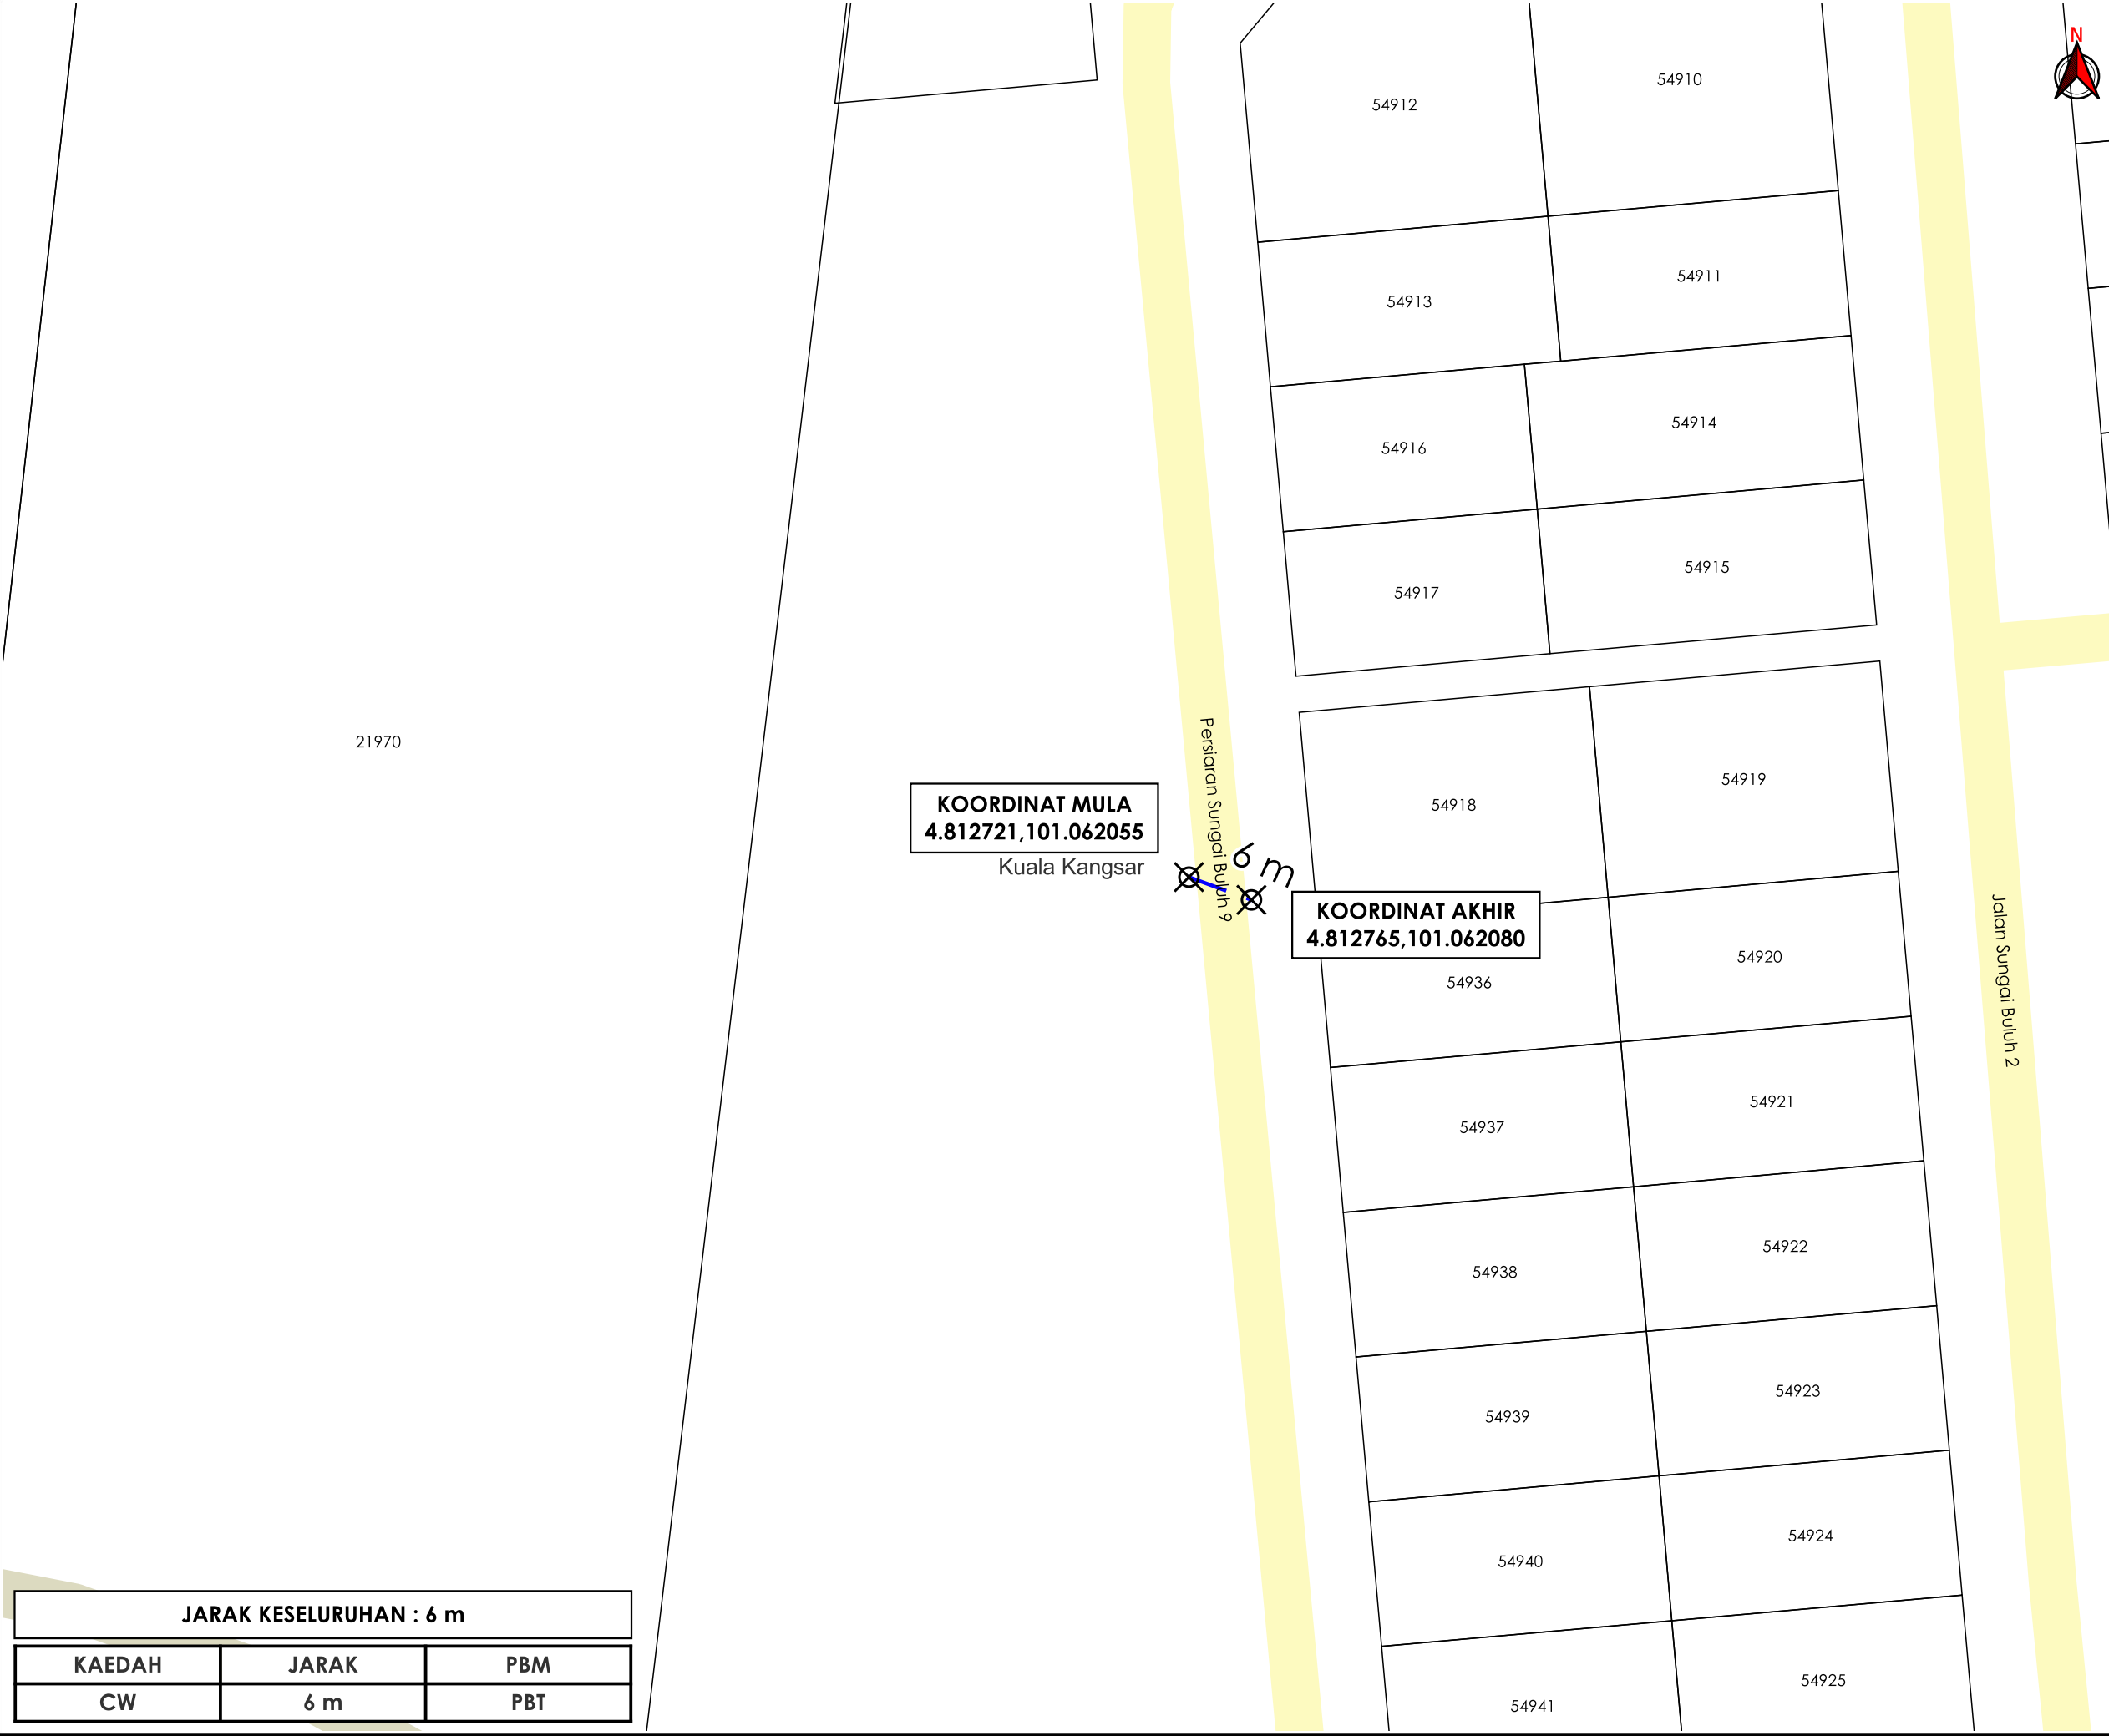 N
54910
54912
54911
54913
54914
54916
54915
54917
Persiaran Sungai Buluh 9
21970
54919
54918
KOORDINAT MULA
4.812721,101.062055
Kuala Kangsar
6 m
KOORDINAT AKHIR
4.812765,101.062080
Jalan Sungai Buluh 2
54920
54936
54921
54937
54922
54938
54923
54939
54924
54940
54925
54941
JARAK KESELURUHAN : 6 m
KAEDAH JARAK PBM
CW 6 m PBT